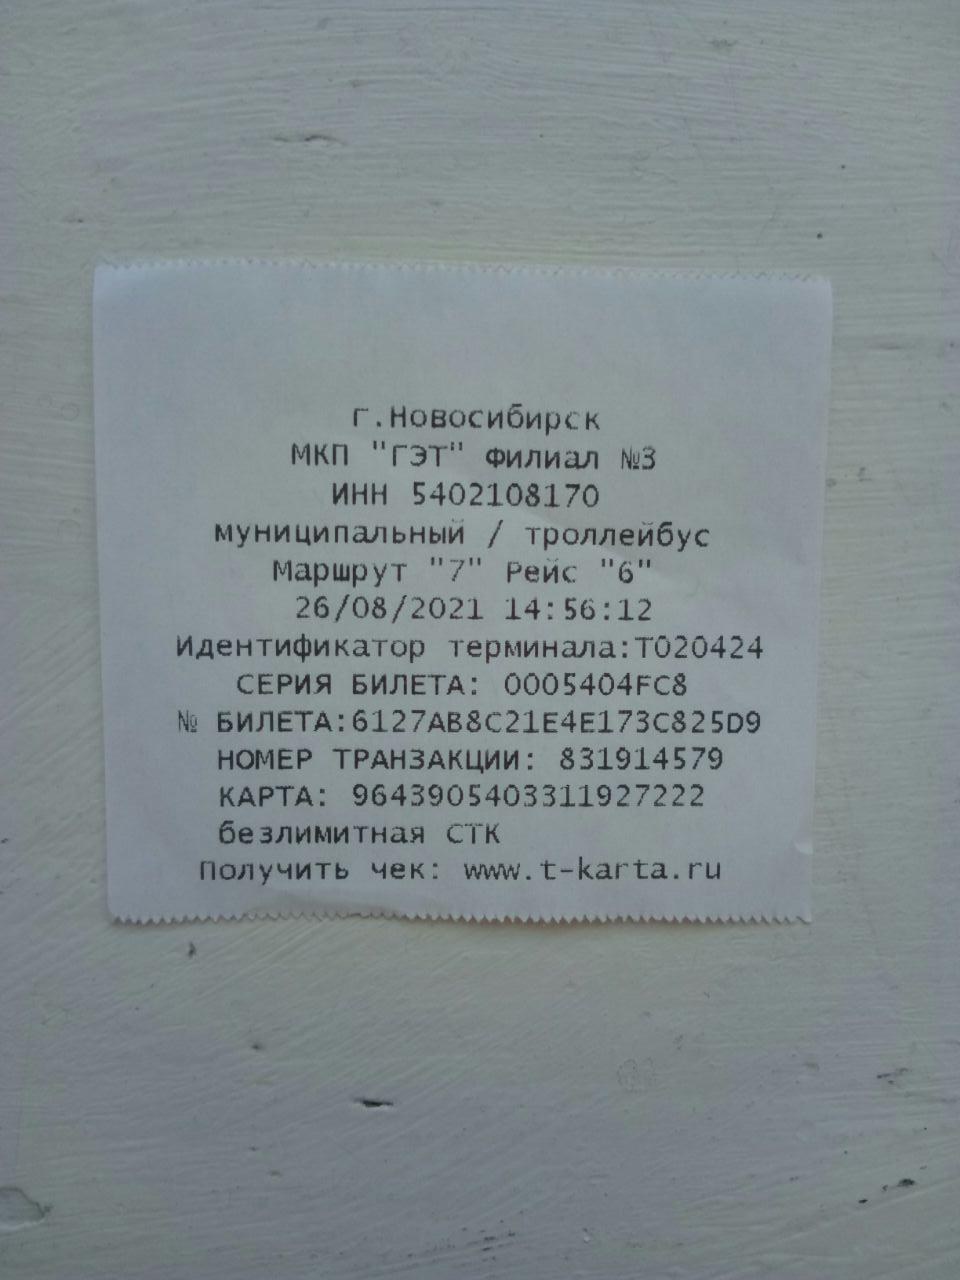 г.Новосибирск
МКП "ГЭТ" Филиал №3
ИНН 5402108170
муниципальный / троллейбус
Маршрут "7" Рейс "6"
26/08/2021 14:56:12
Идентификатор терминала:T020424
СЕРИЯ БИЛЕТА: 0005404FC8
№ БИЛЕТА:6127AB8C21E4E173C825D9
НОМЕР ТРАНЗАКЦИИ: 831914579
КАРТА: 9643905403311927222
безлимитная СТК
Получить чек: www.t-karta.ru